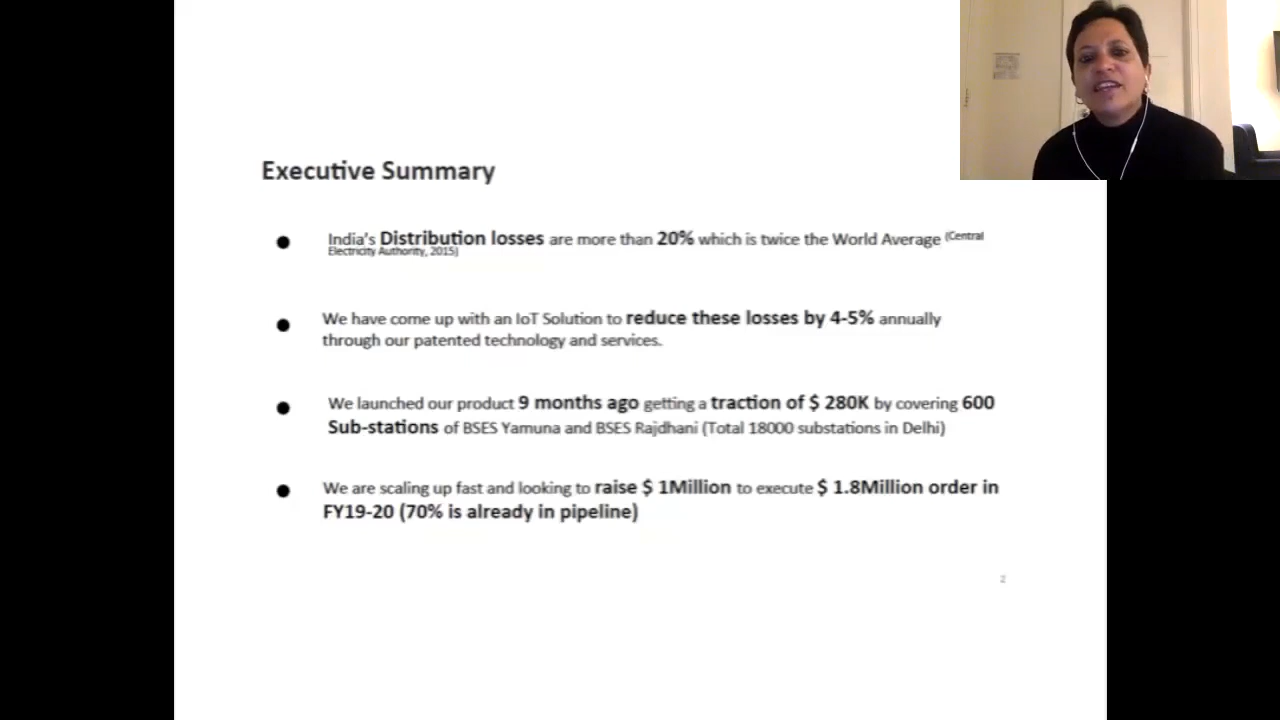 Executive Summary
● India's Distribution losses are more than 20% which is twice the World Average (Central
Electricity Authority, 2015)
● We have come up with an IoT Solution to reduce these losses by 4-5% annually
through our patented technology and services.
● We launched our product 9 months ago getting a traction of $ 280K by covering 600
Sub-stations of BSES Yamuna and BSES Rajdhani (Total 18000 substations in Delhi)
● We are scaling up fast and looking to raise $ 1Million to execute $ 1.8Million order in
FY19-20 (70% is already in pipeline)
2